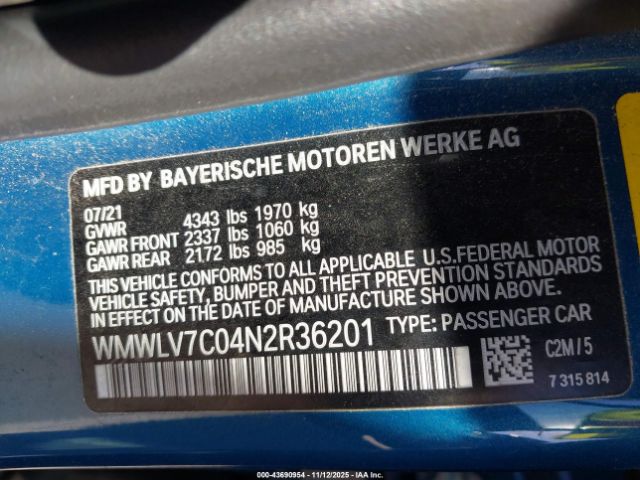 MFD BY BAYERISCHE MOTOREN WERKE AG
07/21
GVWR 4343 lbs 1970 kg
GAWR FRONT 2337 lbs 1060 kg
GAWR REAR 2172 lbs 985 kg
THIS VEHICLE CONFORMS TO ALL APPLICABLE U.S.FEDERAL MOTOR
VEHICLE SAFETY, BUMPER AND THEFT PREVENTION STANDARDS
IN EFFECT ON THE DATE OF MANUFACTURE SHOWN ABOVE.
WMWLV7C04N2R36201 TYPE: PASSENGER CAR
C2M/5
7 315 814
000-43690954 - 11/12/2025 - IAA Inc.